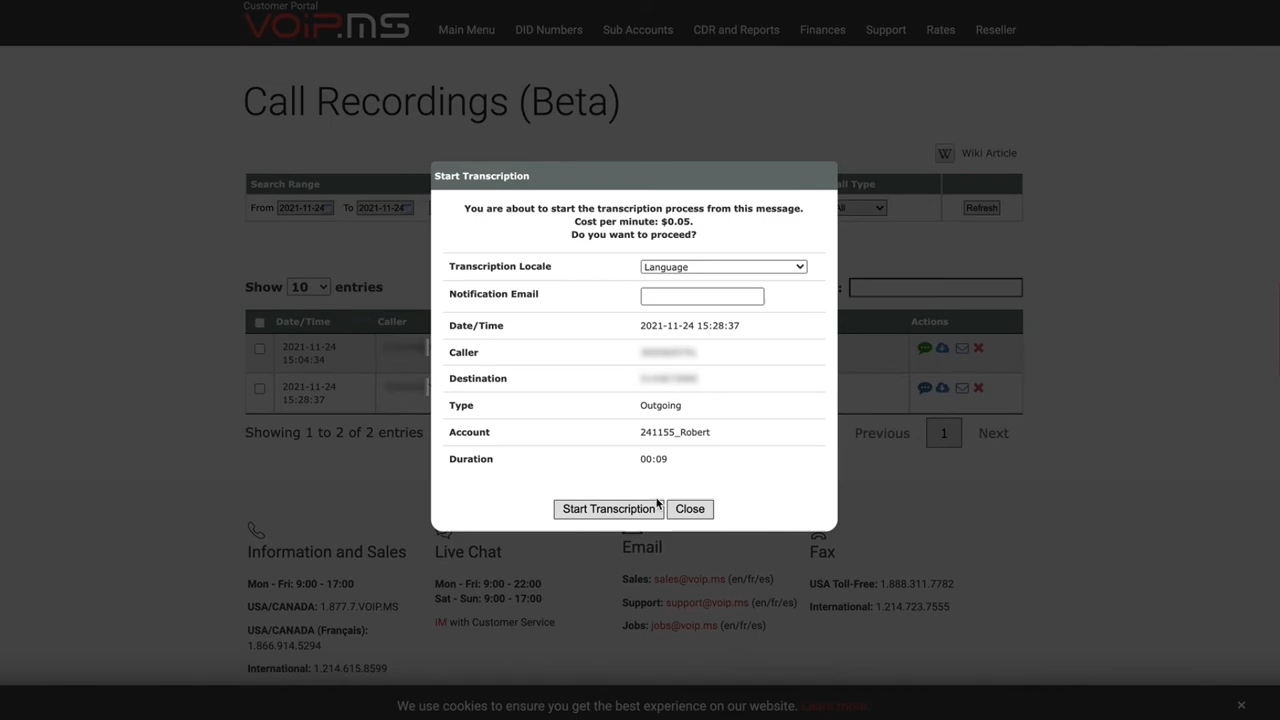 Customer Portal
VOIP.MS
Main Menu DID Numbers Sub Accounts CDR and Reports Finances Support Rates Reseller
Call Recordings (Beta)
W Wiki Article
Search Range
From 2021-11-24 To 2021-11-24 Refresh
Start Transcription
You are about to start the transcription process from this message.
Cost per minute: $0.05.
Do you want to proceed?
Transcription Locale Language
Notification Email
Date/Time 2021-11-24 15:28:37
Caller
Destination
Type Outgoing
Account 241155_Robert
Duration 00:09
Start Transcription Close
Show 10 entries
Date/Time Caller Actions
2021-11-24
15:04:34
2021-11-24
15:28:37
Showing 1 to 2 of 2 entries Previous 1 Next
Information and Sales
Mon - Fri: 9:00 - 17:00
USA/CANADA: 1.877.7.VOIP.MS
USA/CANADA (Français):
1.866.914.5294
International: 1.214.615.8599
Live Chat
Mon - Fri: 9:00 - 22:00
Sat - Sun: 9:00 - 17:00
IM with Customer Service
Email
Sales: sales@voip.ms (en/fr/es)
Support: support@voip.ms (en/fr/es)
Jobs: jobs@voip.ms (en/fr/es)
Fax
USA Toll-Free: 1.888.311.7782
International: 1.214.723.7555
We use cookies to ensure you get the best experience on our website. Learn more